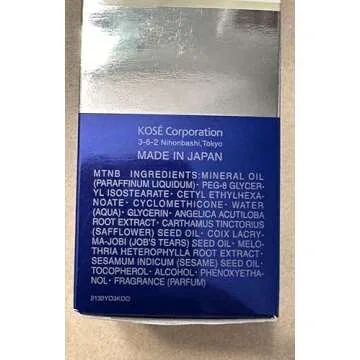 KOSÉ Corporation
3-6-2 Nihonbashi, Tokyo
MADE IN JAPAN
MTNB INGREDIENTS:MINERAL OIL
(PARAFFINUM LIQUIDUM)・PEG-8 GLYCER-
YL ISOSTEARATE・CETYL ETHYLHEXA-
NOATE・CYCLOMETHICONE・WATER
(AQUA)・GLYCERIN・ANGELICA ACUTILOBA
ROOT EXTRACT・CARTHAMUS TINCTORIUS
(SAFFLOWER) SEED OIL・COIX LACRY-
MA-JOBI (JOB'S TEARS) SEED OIL・MELO-
THRIA HETEROPHYLLA ROOT EXTRACT・
SESAMUM INDICUM (SESAME) SEED OIL・
TOCOPHEROL・ALCOHOL・PHENOXYETHA-
NOL・FRAGRANCE (PARFUM)